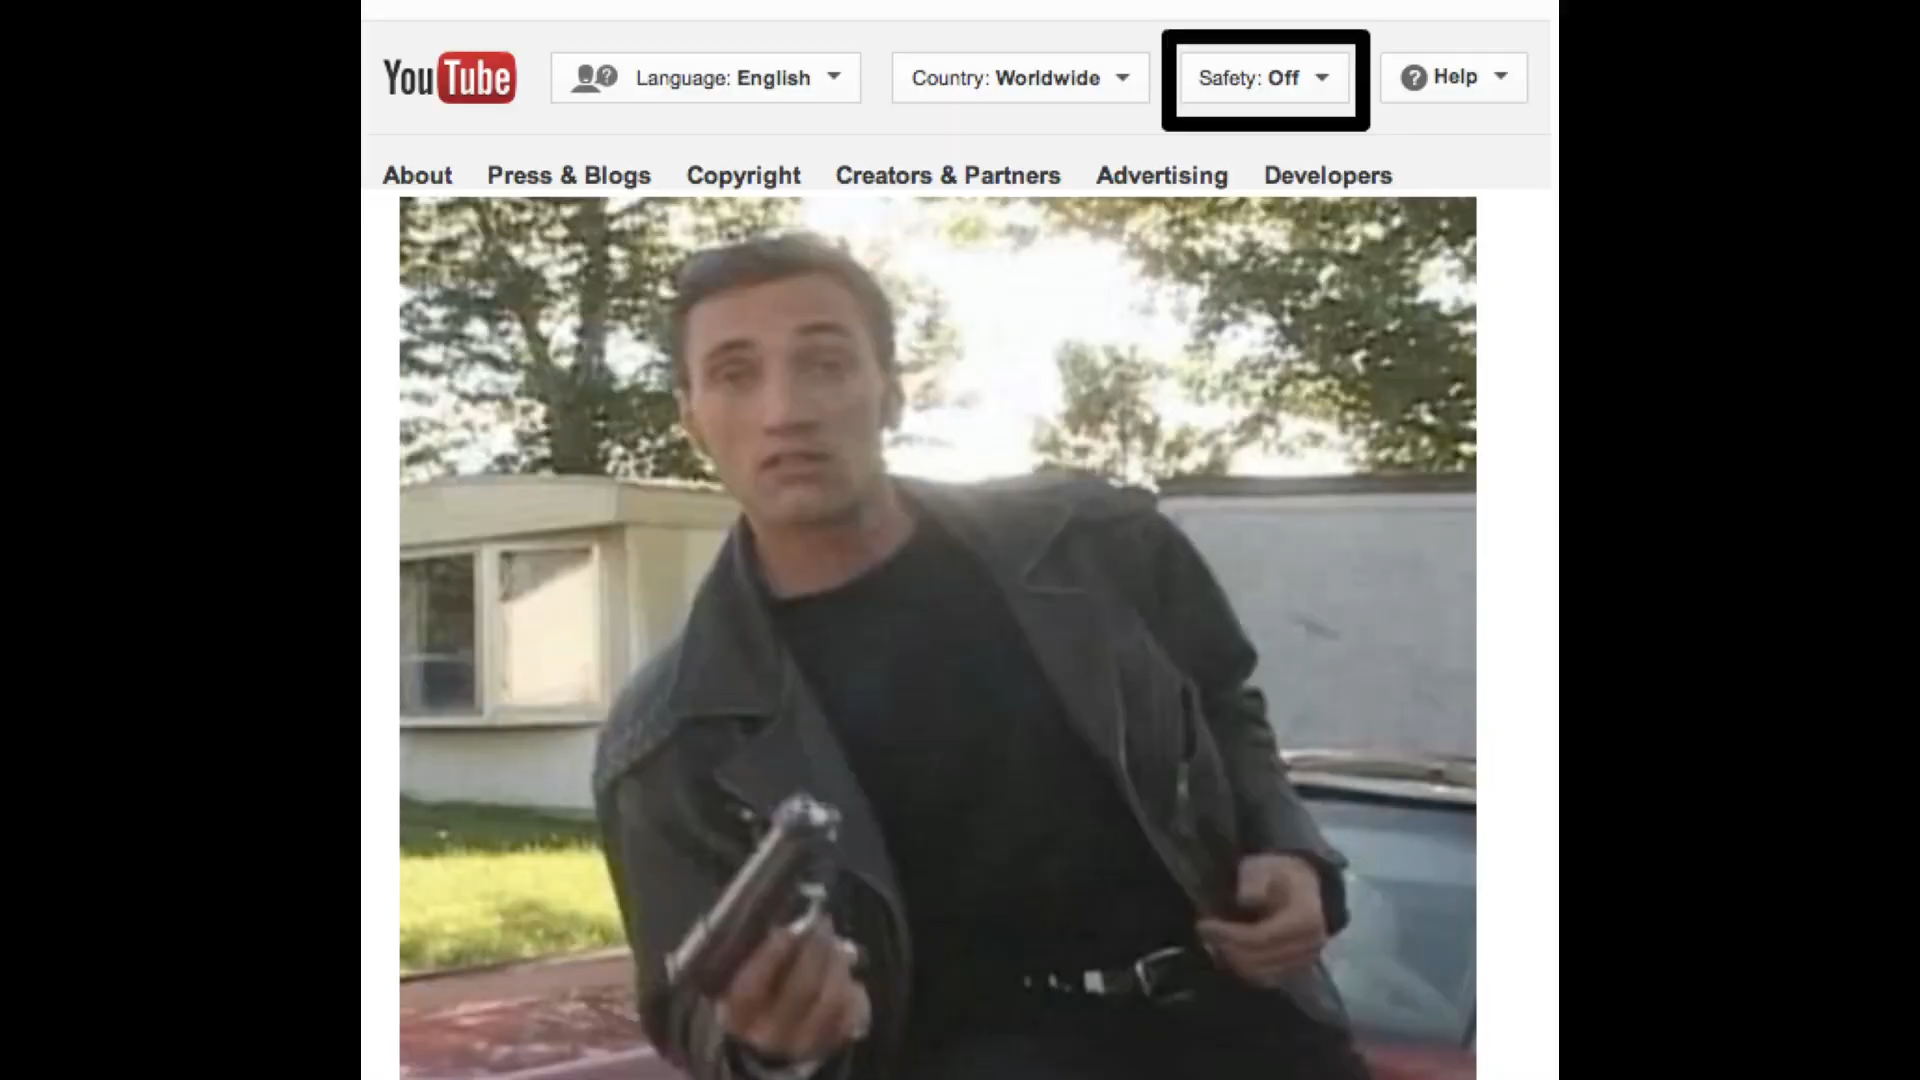 YouTube Language: English Country: Worldwide Safety: Off Help
About Press & Blogs Copyright Creators & Partners Advertising Developers